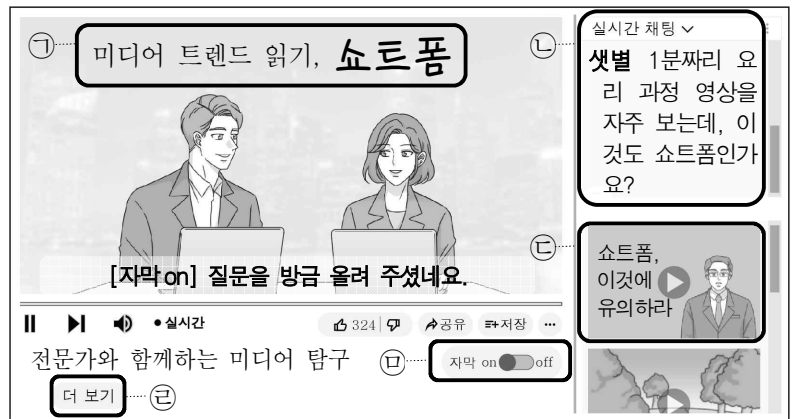 ㉠ 미디어 트렌드 읽기, 쇼트폼
[자막 on] 질문을 방금 올려 주셨네요.
실시간
324 공유 저장 ...
전문가와 함께하는 미디어 탐구
㉤ 자막 on off
더 보기 ㉣
㉡ 실시간 채팅
샛별 1분짜리 요
리 과정 영상을
자주 보는데, 이
것도 쇼트폼인가
요?
㉢ 쇼트폼,
이것에
유의하라